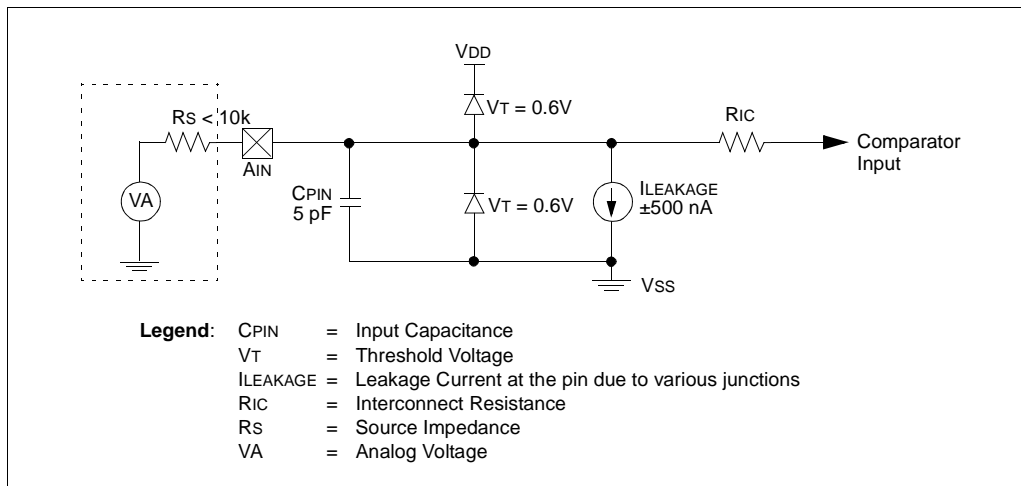 VDD
VT = 0.6V
RS < 10k
RIC
AIN
Comparator
Input
VA
CPIN
5 pF
VT = 0.6V
ILEAKAGE
±500 nA
VSS
Legend: CPIN = Input Capacitance
VT = Threshold Voltage
ILEAKAGE = Leakage Current at the pin due to various junctions
RIC = Interconnect Resistance
RS = Source Impedance
VA = Analog Voltage